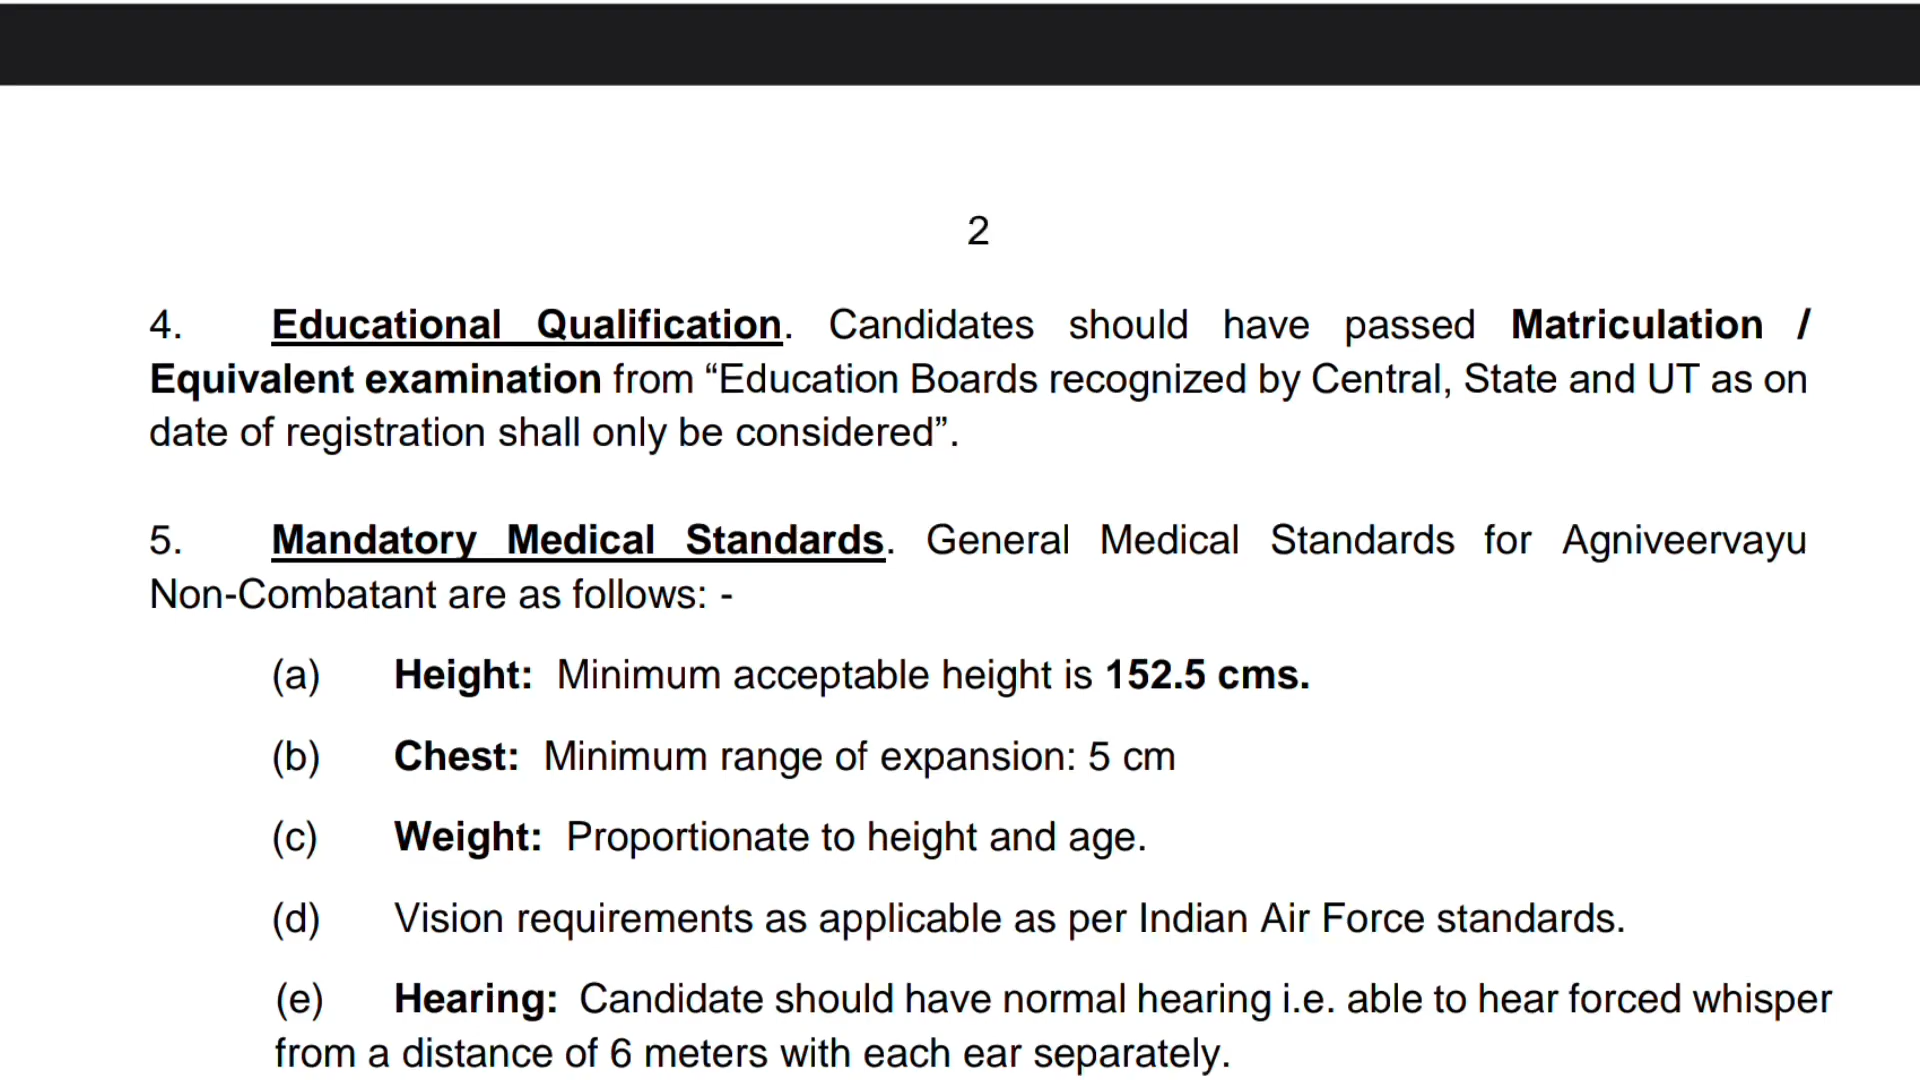 2
4. Educational Qualification. Candidates should have passed Matriculation /
Equivalent examination from “Education Boards recognized by Central, State and UT as on
date of registration shall only be considered”.
5. Mandatory Medical Standards. General Medical Standards for Agniveervayu
Non-Combatant are as follows: -
(a) Height: Minimum acceptable height is 152.5 cms.
(b) Chest: Minimum range of expansion: 5 cm
(c) Weight: Proportionate to height and age.
(d) Vision requirements as applicable as per Indian Air Force standards.
(e) Hearing: Candidate should have normal hearing i.e. able to hear forced whisper
from a distance of 6 meters with each ear separately.